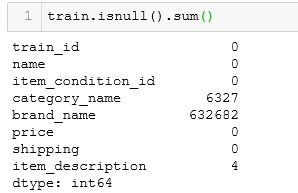 1 train.isnull().sum()
train_id 0
name 0
item_condition_id 0
category_name 6327
brand_name 632682
price 0
shipping 0
item_description 4
dtype: int64